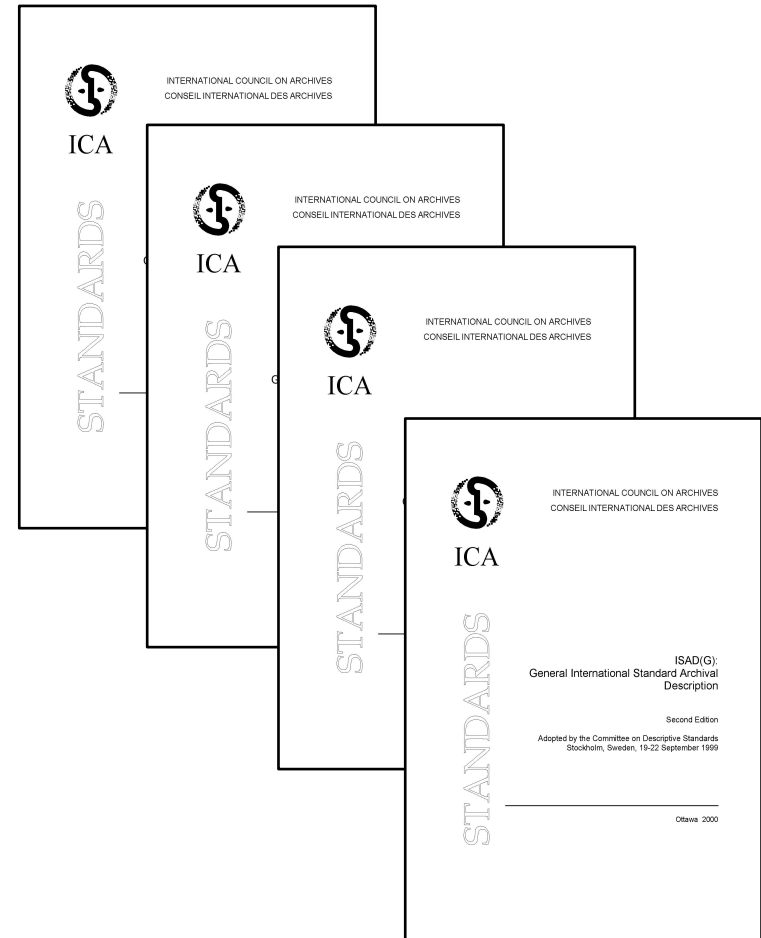 INTERNATIONAL COUNCIL ON ARCHIVES
CONSEIL INTERNATIONAL DES ARCHIVES
ICA
STANDARDS
INTERNATIONAL COUNCIL ON ARCHIVES
CONSEIL INTERNATIONAL DES ARCHIVES
ICA
STANDARDS
G
INTERNATIONAL COUNCIL ON ARCHIVES
CONSEIL INTERNATIONAL DES ARCHIVES
ICA
STANDARDS
INTERNATIONAL COUNCIL ON ARCHIVES
CONSEIL INTERNATIONAL DES ARCHIVES
ICA
STANDARDS
ISAD(G):
General International Standard Archival
Description
Second Edition
Adopted by the Committee on Descriptive Standards
Stockholm, Sweden, 19-22 September 1999
Ottawa 2000